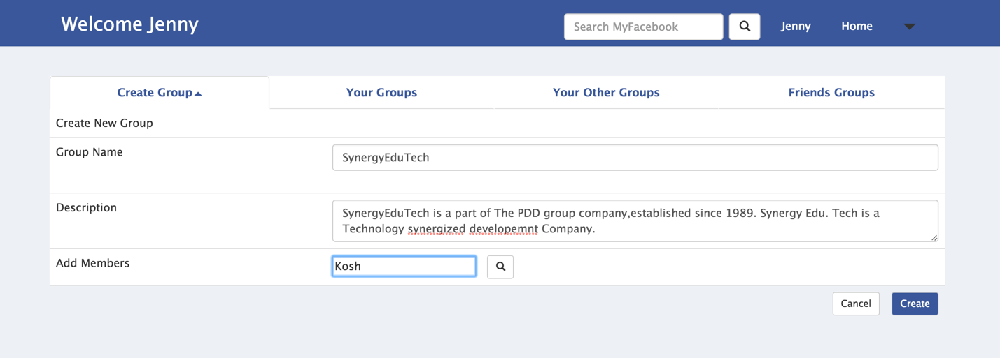 Welcome Jenny
Search MyFacebook
Jenny
Home
Create Group
Your Groups
Your Other Groups
Friends Groups
Create New Group
Group Name
SynergyEduTech
Description
SynergyEduTech is a part of The PDD group company,established since 1989. Synergy Edu. Tech is a
Technology synergized developemnt Company.
Add Members
Kosh
Cancel
Create